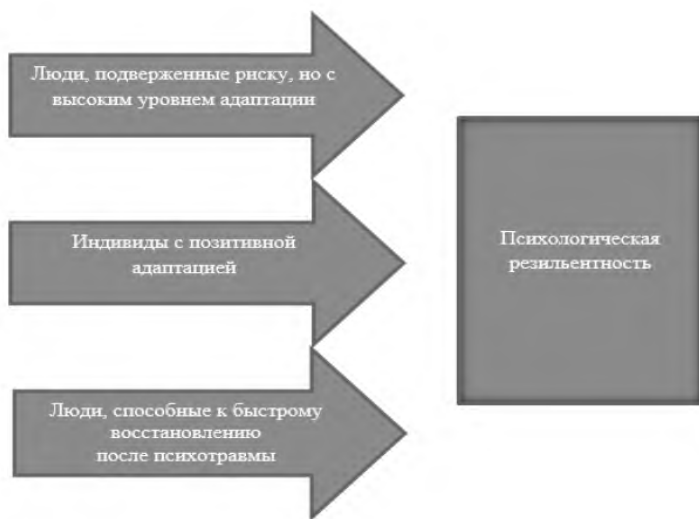 Люди, подверженные риску, но с
высоким уровнем адаптации
Индивиды с позитивной
адаптацией
Психологическая
резильентность
Люди, способные к быстрому
восстановлению
после психотравмы